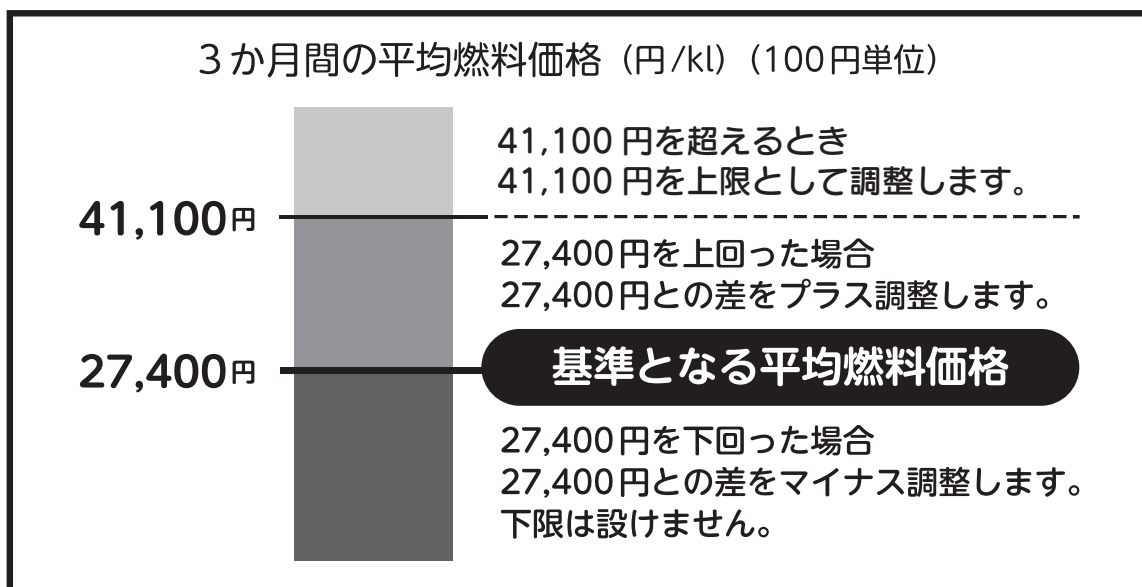 3か月間の平均燃料価格（円/kl）（100円単位）
41,100円を超えるとき
41,100円を上限として調整します。
41,100円
27,400円を上回った場合
27,400円との差をプラス調整します。
27,400円
基準となる平均燃料価格
27,400円を下回った場合
27,400円との差をマイナス調整します。
下限は設けません。